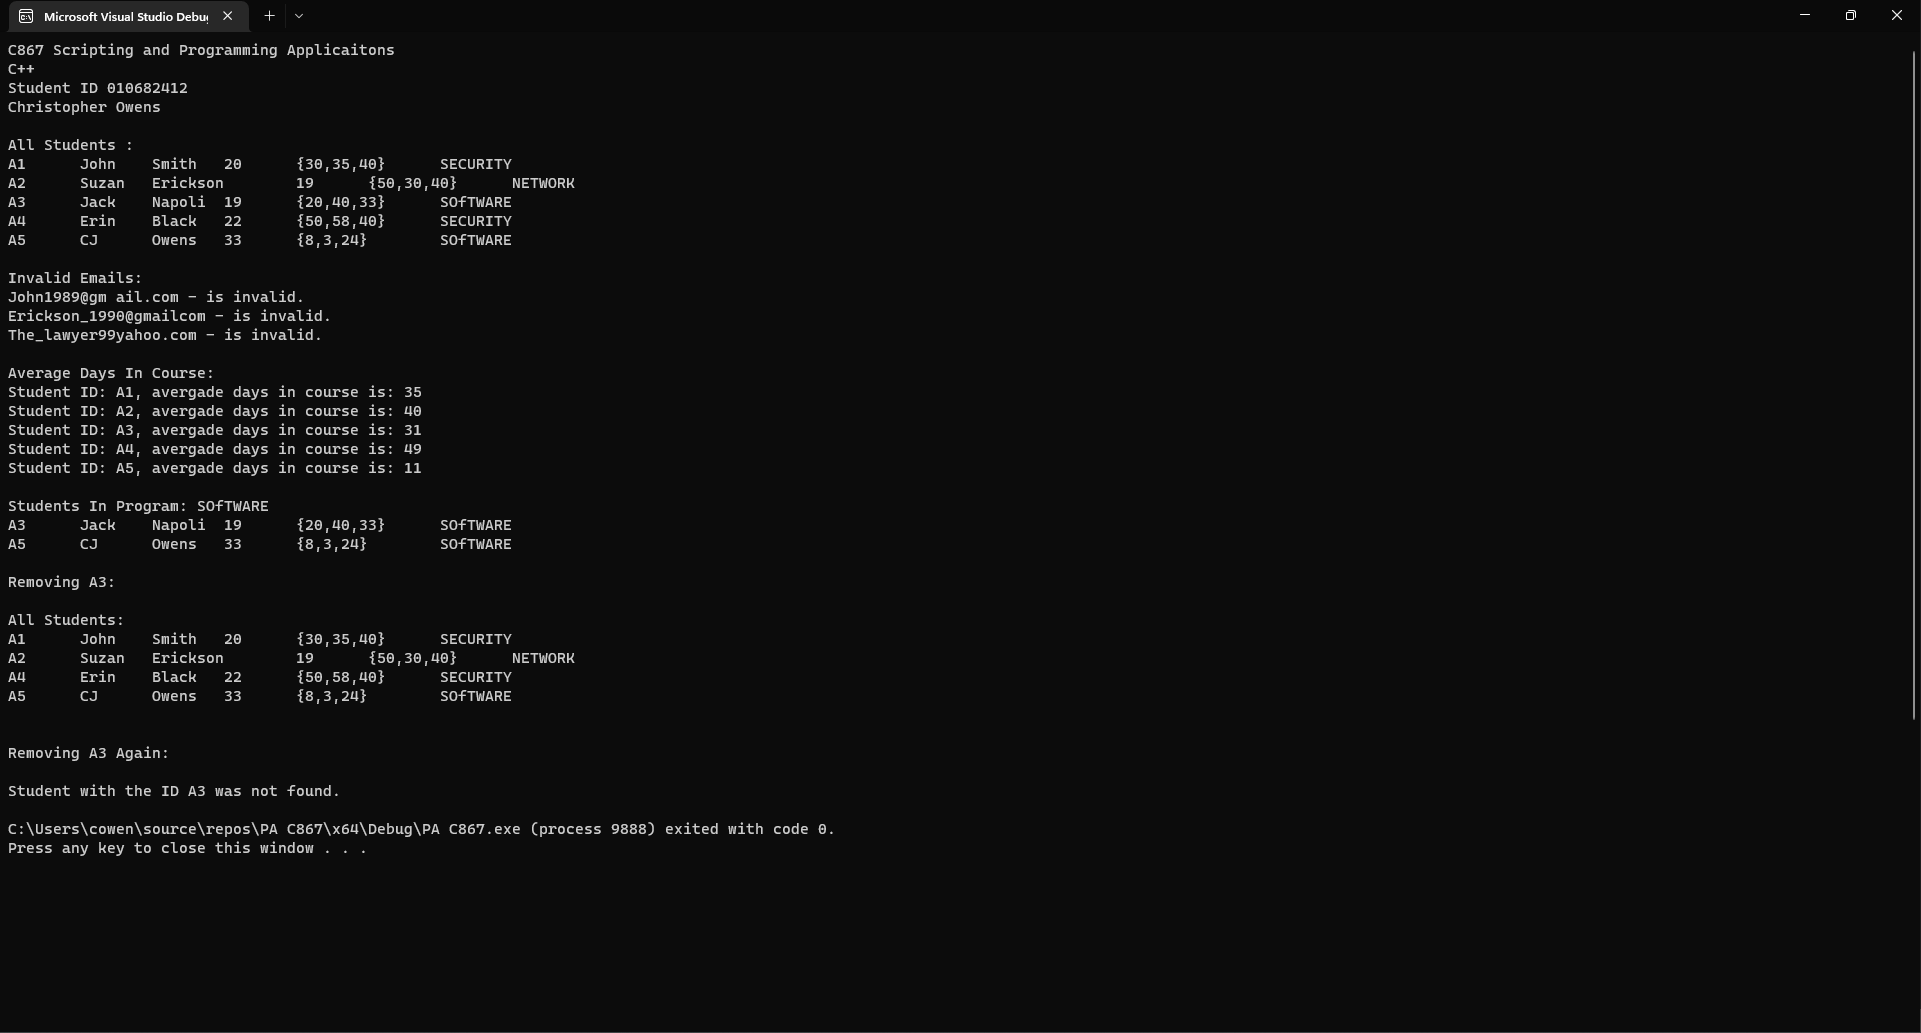 Microsoft Visual Studio Debu
C867 Scripting and Programming Applicaitons
C++
Student ID 010682412
Christopher Owens
All Students :
A1 John Smith 20 {30,35,40} SECURITY
A2 Suzan Erickson 19 {50,30,40} NETWORK
A3 Jack Napoli 19 {20,40,33} SOfTWARE
A4 Erin Black 22 {50,58,40} SECURITY
A5 CJ Owens 33 {8,3,24} SOfTWARE
Invalid Emails:
John1989@gm ail.com - is invalid.
Erickson_1990@gmailcom - is invalid.
The_lawyer99yahoo.com - is invalid.
Average Days In Course:
Student ID: A1, avergade days in course is: 35
Student ID: A2, avergade days in course is: 40
Student ID: A3, avergade days in course is: 31
Student ID: A4, avergade days in course is: 49
Student ID: A5, avergade days in course is: 11
Students In Program: SOfTWARE
A3 Jack Napoli 19 {20,40,33} SOfTWARE
A5 CJ Owens 33 {8,3,24} SOfTWARE
Removing A3:
All Students:
A1 John Smith 20 {30,35,40} SECURITY
A2 Suzan Erickson 19 {50,30,40} NETWORK
A4 Erin Black 22 {50,58,40} SECURITY
A5 CJ Owens 33 {8,3,24} SOfTWARE
Removing A3 Again:
Student with the ID A3 was not found.
C:\Users\cowen\source\repos\PA C867\x64\Debug\PA C867.exe (process 9888) exited with code 0.
Press any key to close this window . . .